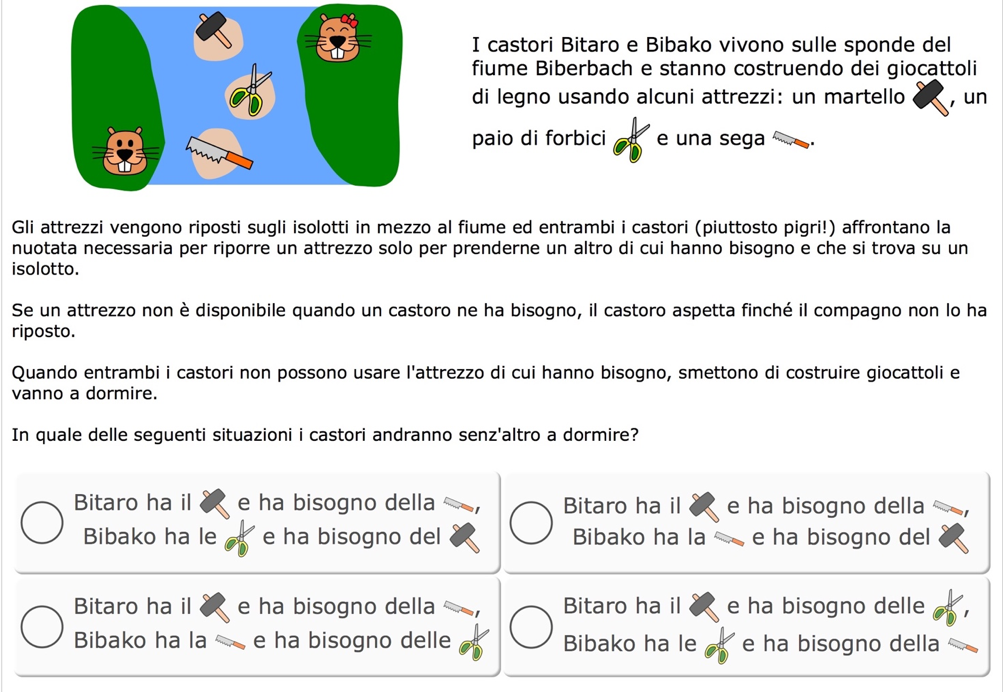 I castori Bitaro e Bibako vivono sulle sponde del
fiume Biberbach e stanno costruendo dei giocattoli
di legno usando alcuni attrezzi: un martello , un
paio di forbici e una sega .
Gli attrezzi vengono riposti sugli isolotti in mezzo al fiume ed entrambi i castori (piuttosto pigri!) affrontano la
nuotata necessaria per riporre un attrezzo solo per prenderne un altro di cui hanno bisogno e che si trova su un
isolotto.
Se un attrezzo non è disponibile quando un castoro ne ha bisogno, il castoro aspetta finché il compagno non lo ha
riposto.
Quando entrambi i castori non possono usare l'attrezzo di cui hanno bisogno, smettono di costruire giocattoli e
vanno a dormire.
In quale delle seguenti situazioni i castori andranno senz'altro a dormire?
Bitaro ha il e ha bisogno della ,
Bibako ha le e ha bisogno del
Bitaro ha il e ha bisogno della ,
Bibako ha la e ha bisogno del
Bitaro ha il e ha bisogno della ,
Bibako ha la e ha bisogno delle
Bitaro ha il e ha bisogno delle ,
Bibako ha le e ha bisogno della